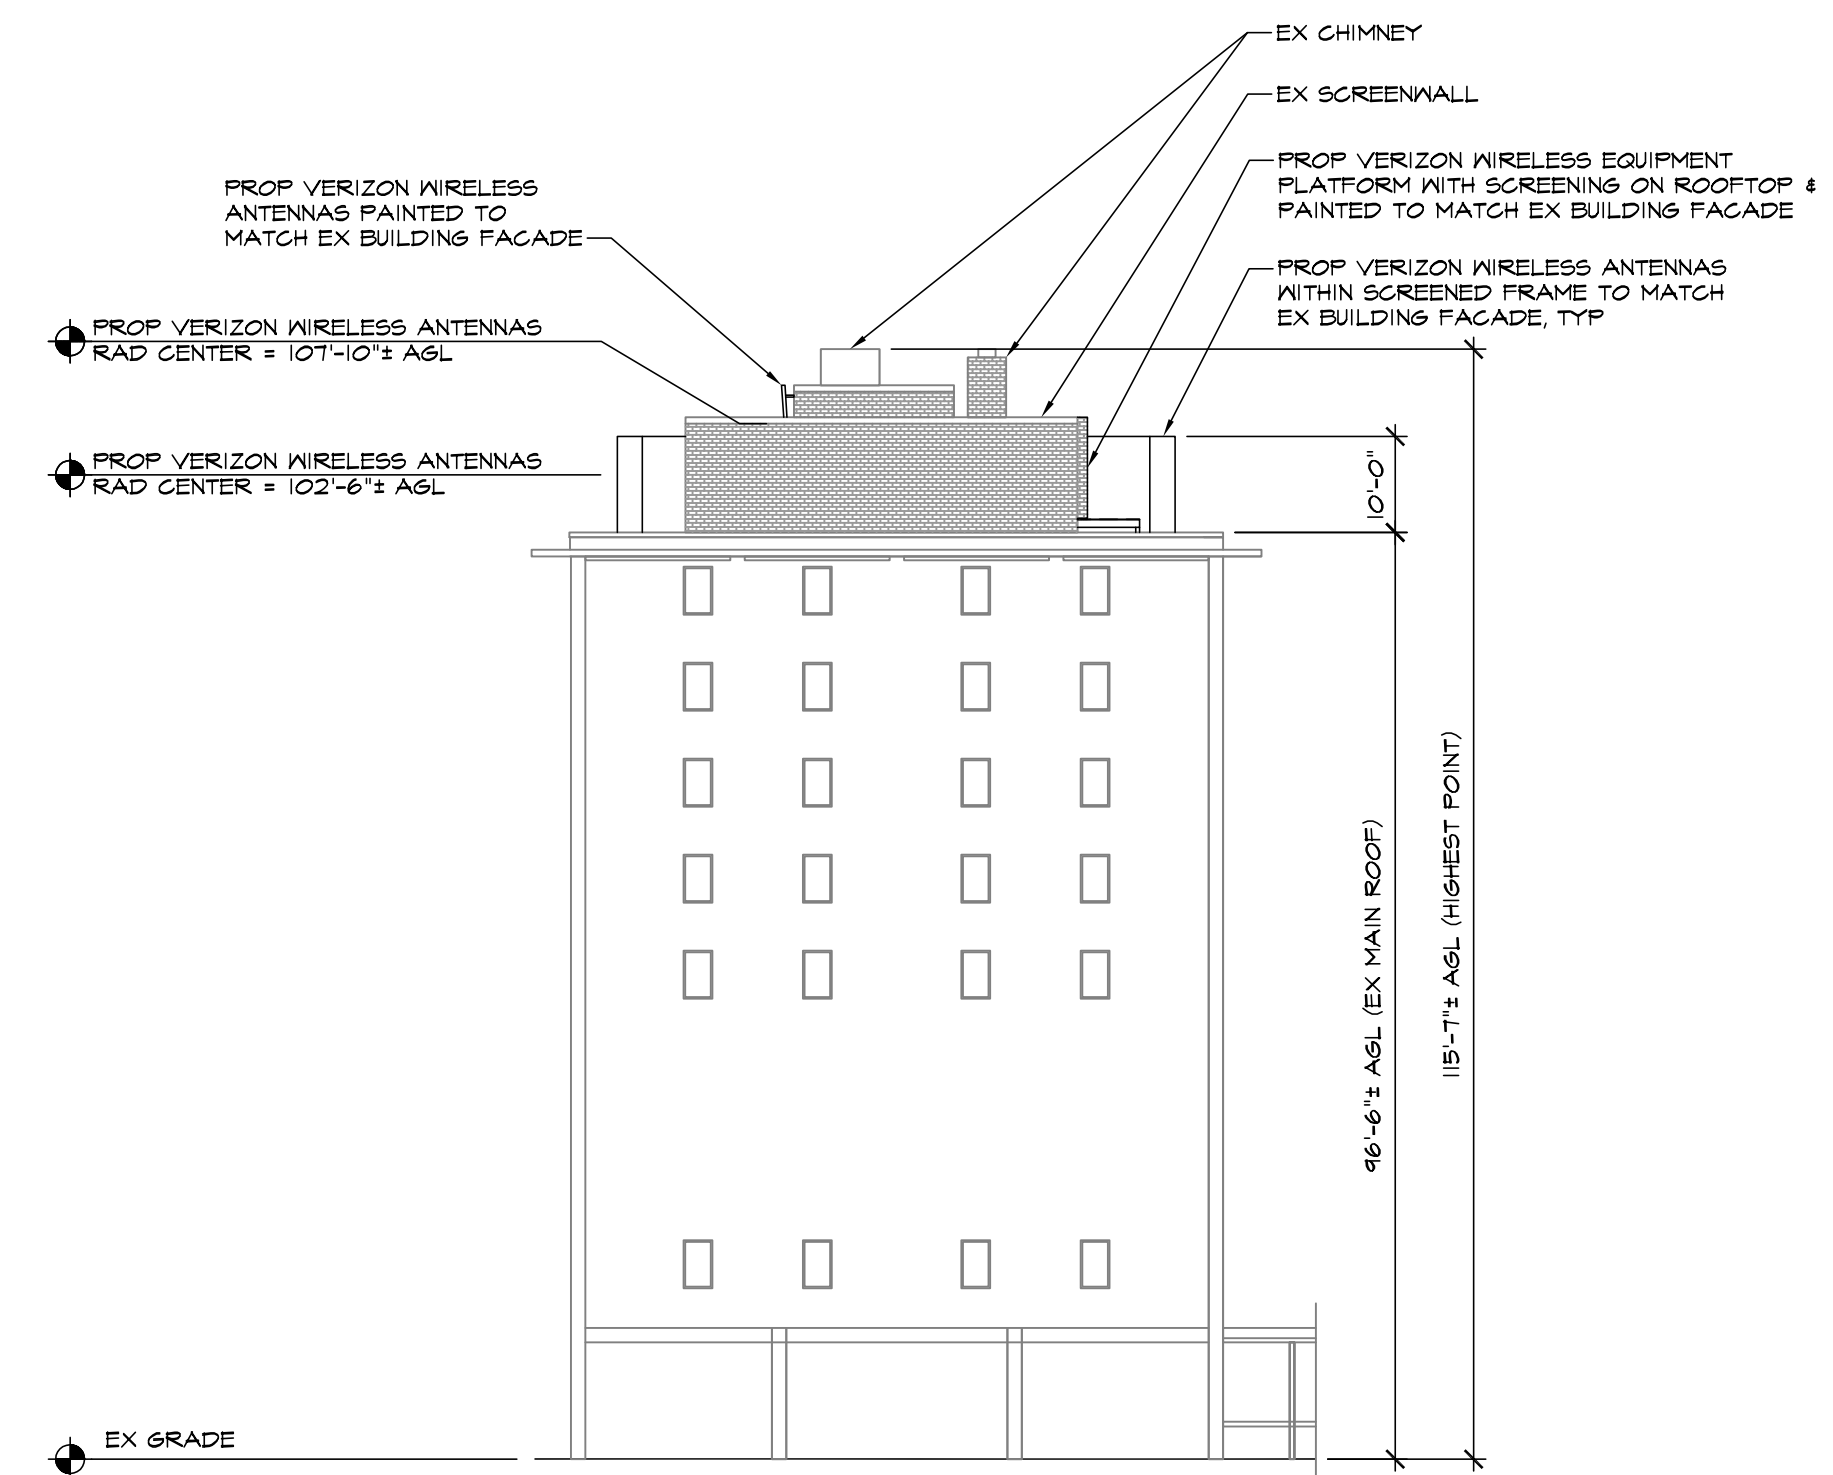 EX CHIMNEY
EX SCREENWALL
PROP VERIZON WIRELESS EQUIPMENT
PLATFORM WITH SCREENING ON ROOFTOP &
PAINTED TO MATCH EX BUILDING FACADE
PROP VERIZON WIRELESS
ANTENNAS PAINTED TO
MATCH EX BUILDING FACADE
PROP VERIZON WIRELESS ANTENNAS
WITHIN SCREENED FRAME TO MATCH
EX BUILDING FACADE, TYP
PROP VERIZON WIRELESS ANTENNAS
RAD CENTER = 107'-10"± AGL
PROP VERIZON WIRELESS ANTENNAS
RAD CENTER = 102'-6"± AGL
10'-0"
96'-6"± AGL (EX MAIN ROOF)
115'-7"± AGL (HIGHEST POINT)
EX GRADE